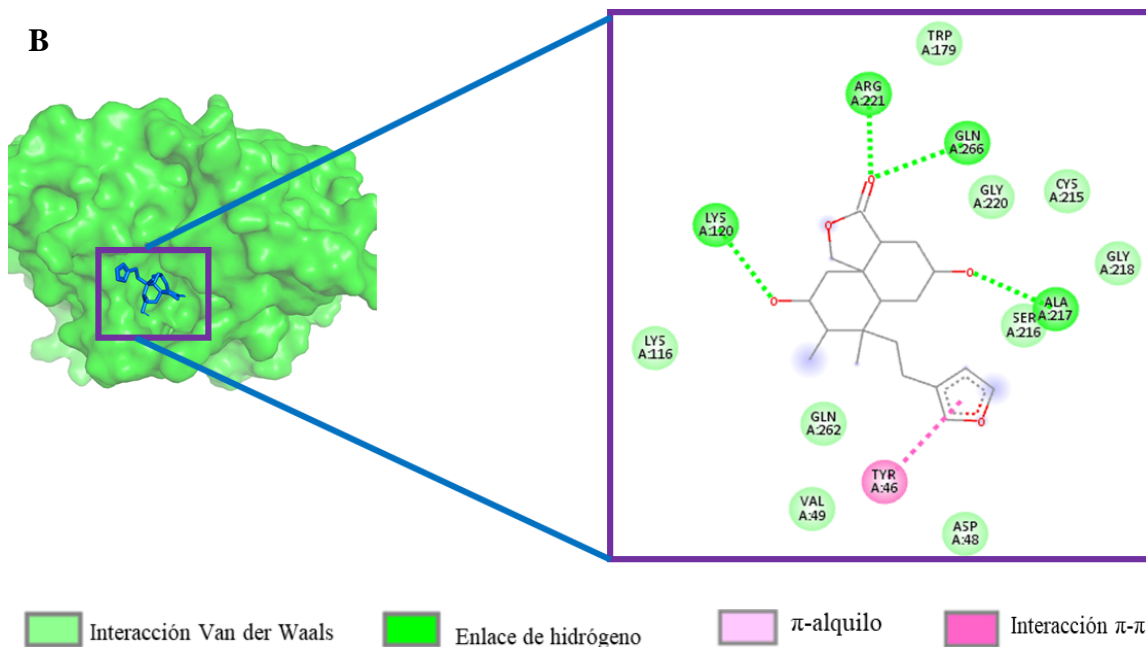 B
TRP
A:179
ARG
A:221
GLN
A:266
GLY
A:220
CYS
A:215
LYS
A:120
GLY
A:218
ALA
A:217
SER
A:216
LYS
A:116
GLN
A:262
TYR
A:46
VAL
A:49
ASP
A:48
O
O
O
O
O
Interacción Van der Waals
Enlace de hidrógeno
π-alquilo
Interacción π-π